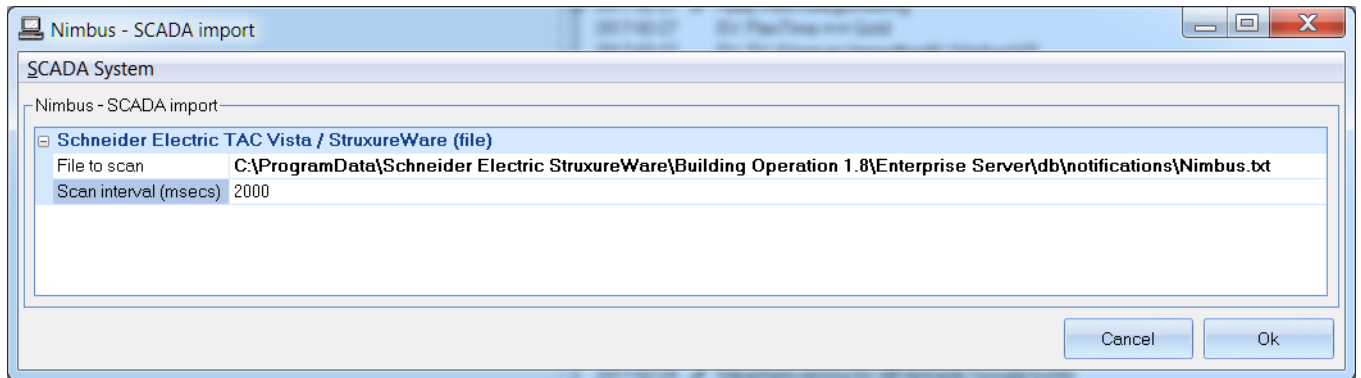 Nimbus - SCADA import
SCADA System
Nimbus - SCADA import
Schneider Electric TAC Vista / StruxureWare (file)
File to scan C:\ProgramData\Schneider Electric StruxureWare\Building Operation 1.8\Enterprise Server\db\notifications\Nimbus.txt
Scan interval (msecs) 2000
Cancel Ok